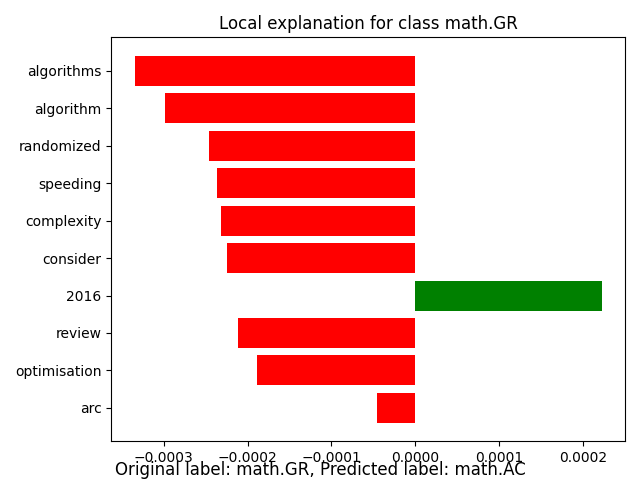 Local explanation for class math.GR
algorithms
algorithm
randomized
speeding
complexity
consider
2016
review
optimisation
arc
−0.0003 −0.0002 −0.0001 0.0000 0.0001 0.0002
Original label: math.GR, Predicted label: math.AC